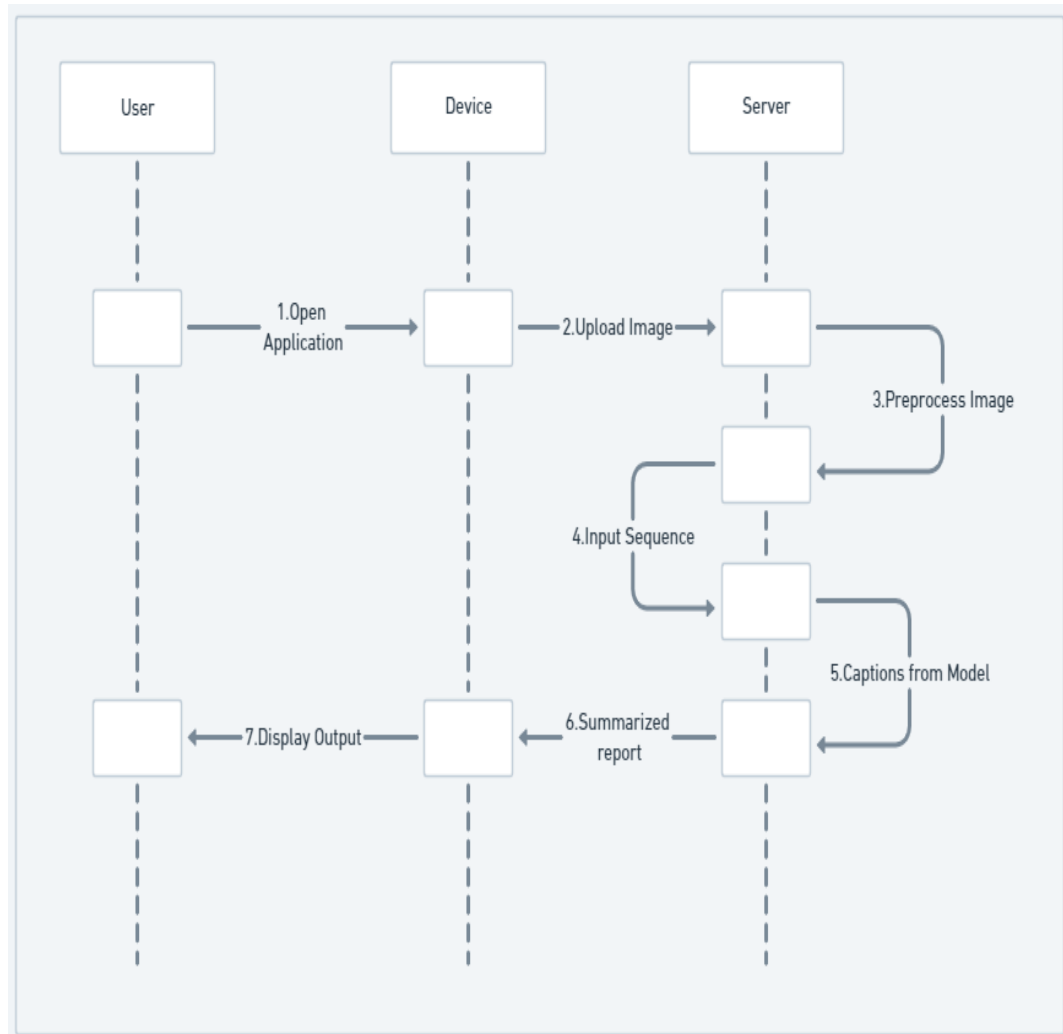 User
Device
Server
1.Open
Application
2.Upload Image
3.Preprocess Image
4.Input Sequence
5.Captions from Model
6.Summarized
report
7.Display Output